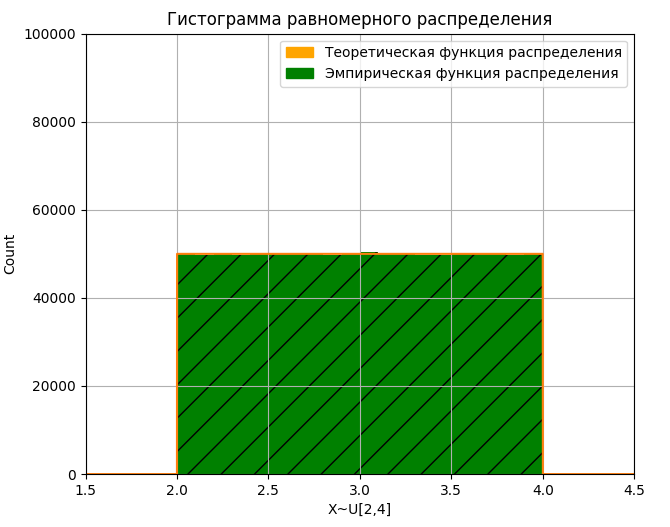 Гистограмма равномерного распределения
Теоретическая функция распределения
Эмпирическая функция распределения
Count
100000
80000
60000
40000
20000
0
1.5 2.0 2.5 3.0 3.5 4.0 4.5
X~U[2,4]